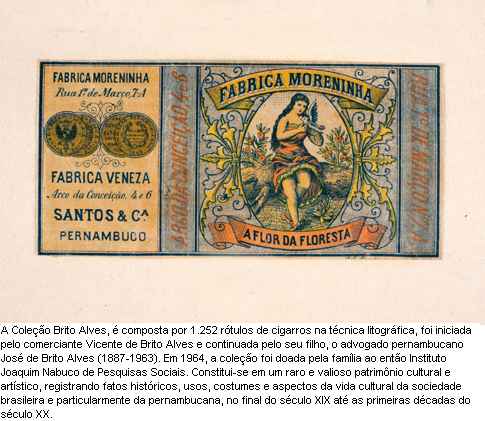 FABRICA MORENINHA
Rua 1º de Março, 7A
FABRICA VENEZA
Arco da Conceição, 4 e 6
SANTOS & Cª
PERNAMBUCO
FABRICA MORENINHA
A FLOR DA FLORESTA
A Coleção Brito Alves, é composta por 1.252 rótulos de cigarros na técnica litográfica, foi iniciada
pelo comerciante Vicente de Brito Alves e continuada pelo seu filho, o advogado pernambucano
José de Brito Alves (1887-1963). Em 1964, a coleção foi doada pela família ao então Instituto
Joaquim Nabuco de Pesquisas Sociais. Constitui-se em um raro e valioso patrimônio cultural e
artístico, registrando fatos históricos, usos, costumes e aspectos da vida cultural da sociedade
brasileira e particularmente da pernambucana, no final do século XIX até as primeiras décadas do
século XX.